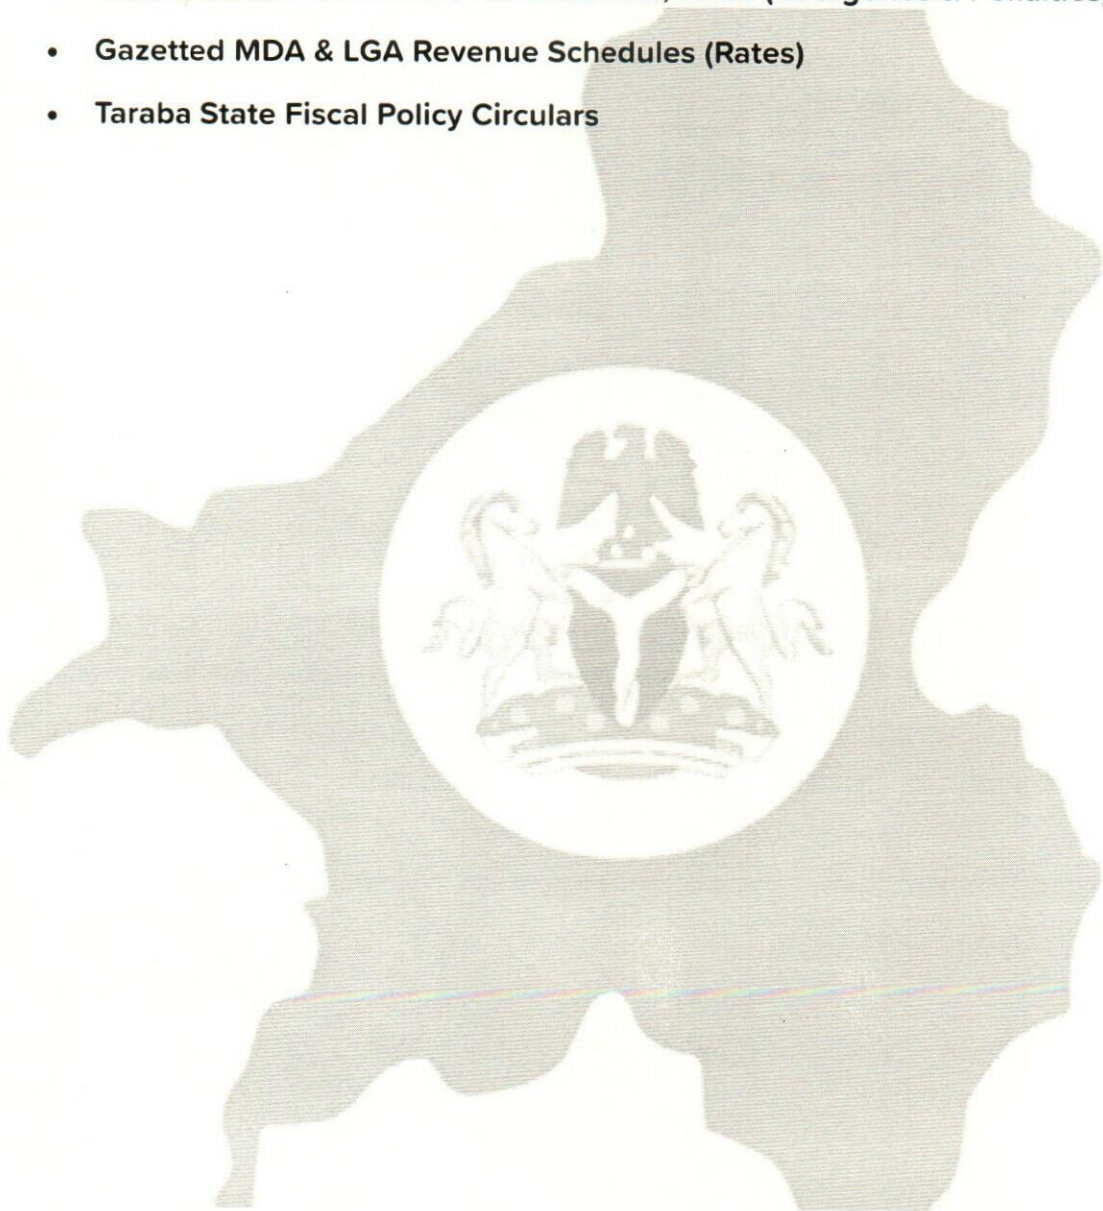 • Gazetted MDA & LGA Revenue Schedules (Rates)
• Taraba State Fiscal Policy Circulars